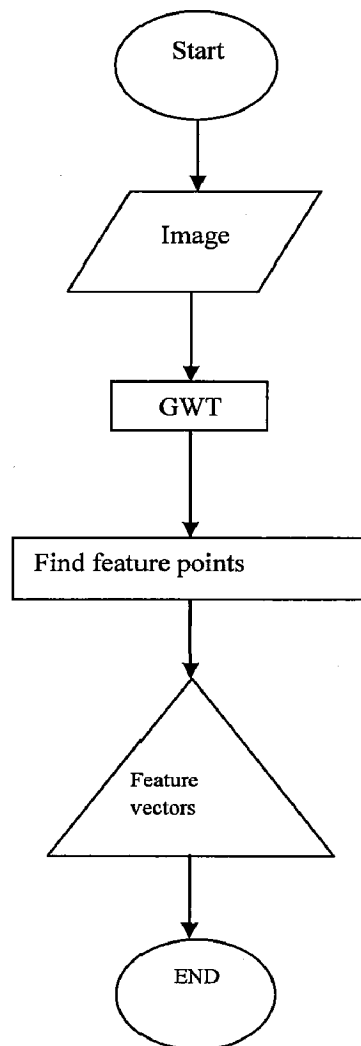 Start
Image
GWT
Find feature points
Feature
vectors
END